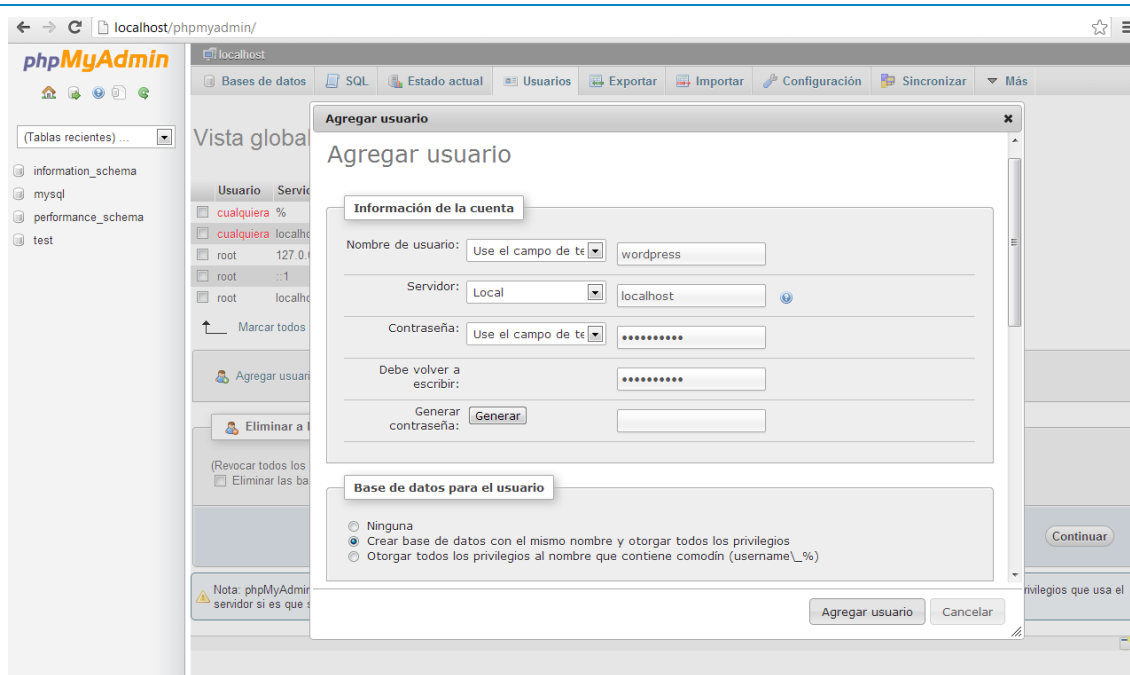 localhost/phpmyadmin/
phpMyAdmin
(Tablas recientes) ...
information_schema
mysql
performance_schema
test
localhost
Bases de datos SQL Estado actual Usuarios Exportar Importar Configuración Sincronizar Más
Vista global
Usuario Servic
cualquiera %
cualquiera localho
root 127.0.
root ::1
root localho
Marcar todos
Agregar usuari
Eliminar a l
(Revocar todos los
Eliminar las ba
Continuar
Nota: phpMyAdmin
servidor si es que s
rivilegios que usa el
Agregar usuario
Agregar usuario
Información de la cuenta
Nombre de usuario: Use el campo de te wordpress
Servidor: Local localhost
Contraseña: Use el campo de te ••••••••••
Debe volver a
escribir: ••••••••••
Generar
contraseña: Generar
Base de datos para el usuario
Ninguna
Crear base de datos con el mismo nombre y otorgar todos los privilegios
Otorgar todos los privilegios al nombre que contiene comodín (username\_%)
Agregar usuario Cancelar